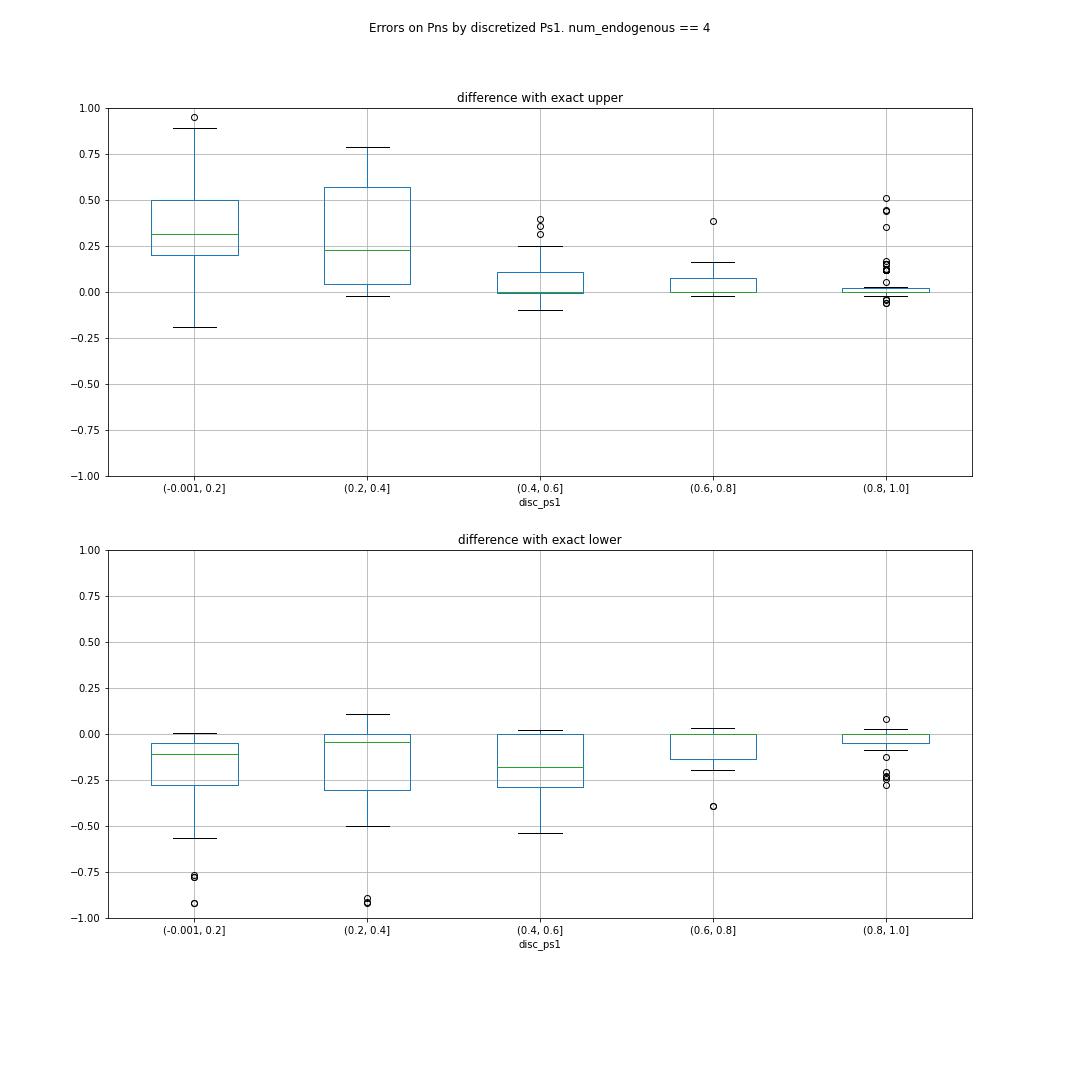 Errors on Pns by discretized Ps1. num_endogenous == 4
difference with exact upper
1.00
0.75
0.50
0.25
0.00
−0.25
−0.50
−0.75
−1.00
(-0.001, 0.2] (0.2, 0.4] (0.4, 0.6] (0.6, 0.8] (0.8, 1.0]
disc_ps1
difference with exact lower
1.00
0.75
0.50
0.25
0.00
−0.25
−0.50
−0.75
−1.00
(-0.001, 0.2] (0.2, 0.4] (0.4, 0.6] (0.6, 0.8] (0.8, 1.0]
disc_ps1